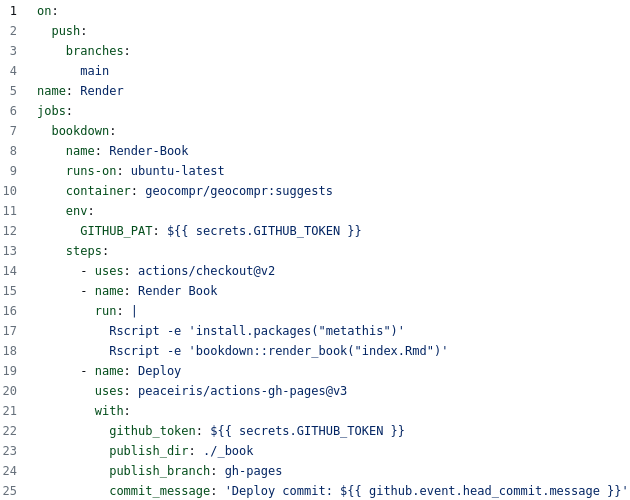 1 on:
2   push:
3     branches:
4       main
5 name: Render
6 jobs:
7   bookdown:
8     name: Render-Book
9     runs-on: ubuntu-latest
10     container: geocompr/geocompr:suggests
11     env:
12       GITHUB_PAT: ${{ secrets.GITHUB_TOKEN }}
13     steps:
14       - uses: actions/checkout@v2
15       - name: Render Book
16         run: |
17           Rscript -e 'install.packages("metathis")'
18           Rscript -e 'bookdown::render_book("index.Rmd")'
19       - name: Deploy
20         uses: peaceiris/actions-gh-pages@v3
21         with:
22           github_token: ${{ secrets.GITHUB_TOKEN }}
23           publish_dir: ./_book
24           publish_branch: gh-pages
25           commit_message: 'Deploy commit: ${{ github.event.head_commit.message }}'